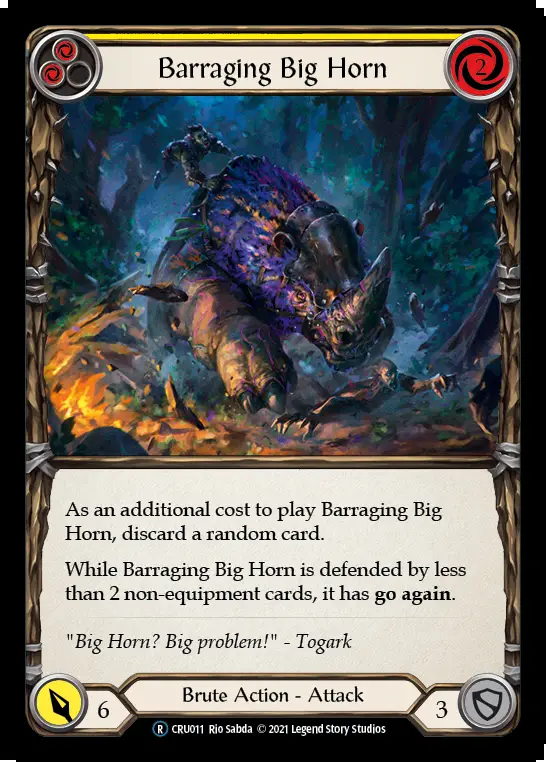 Barraging Big Horn
2
As an additional cost to play Barraging Big
Horn, discard a random card.
While Barraging Big Horn is defended by less
than 2 non-equipment cards, it has go again.
"Big Horn? Big problem!" - Togark
6
Brute Action - Attack
3
R CRU011 Rio Sabda © 2021 Legend Story Studios